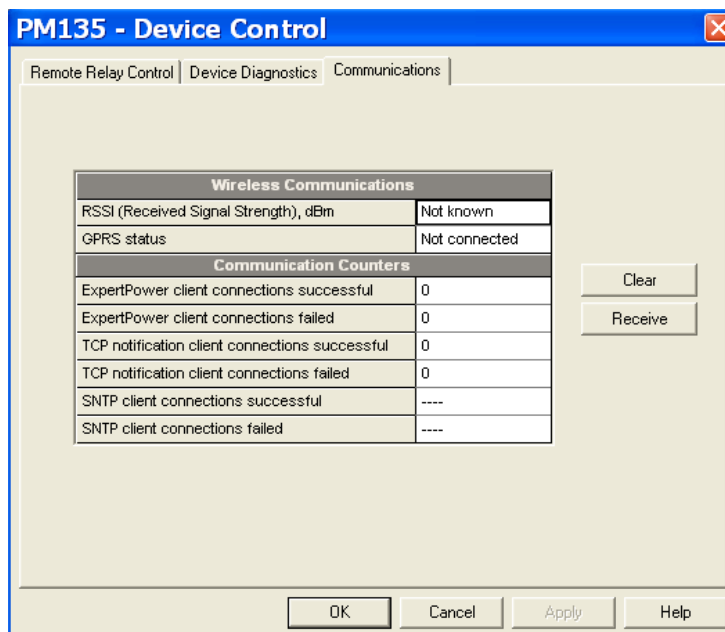 PM135 - Device Control
Remote Relay Control Device Diagnostics Communications
Wireless Communications
RSSI (Received Signal Strength), dBm Not known
GPRS status Not connected
Communication Counters
ExpertPower client connections successful 0
ExpertPower client connections failed 0
TCP notification client connections successful 0
TCP notification client connections failed 0
SNTP client connections successful ----
SNTP client connections failed ----
Clear
Receive
OK Cancel Apply Help